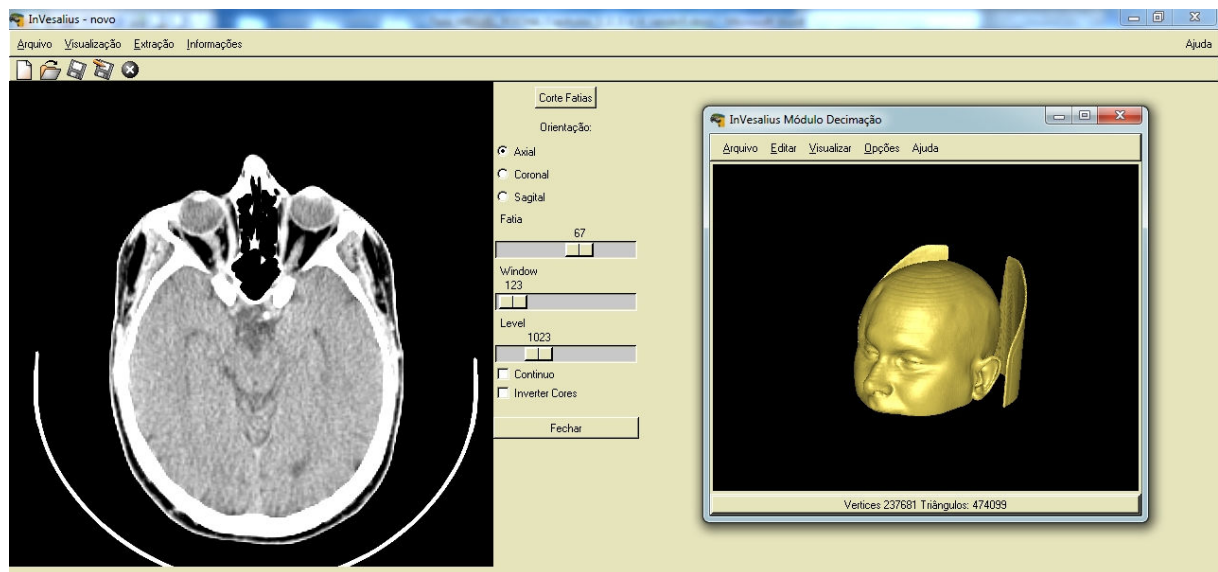 InVesalius - novo
Arquivo Visualização Extração Informações Ajuda
Corte Fatias
Orientação:
Axial
Coronal
Sagital
Fatia
67
Window
123
Level
1023
Continuo
Inverter Cores
Fechar
InVesalius Módulo Decimação
Arquivo Editar Visualizar Opções Ajuda
Vertices 237681 Triângulos: 474099